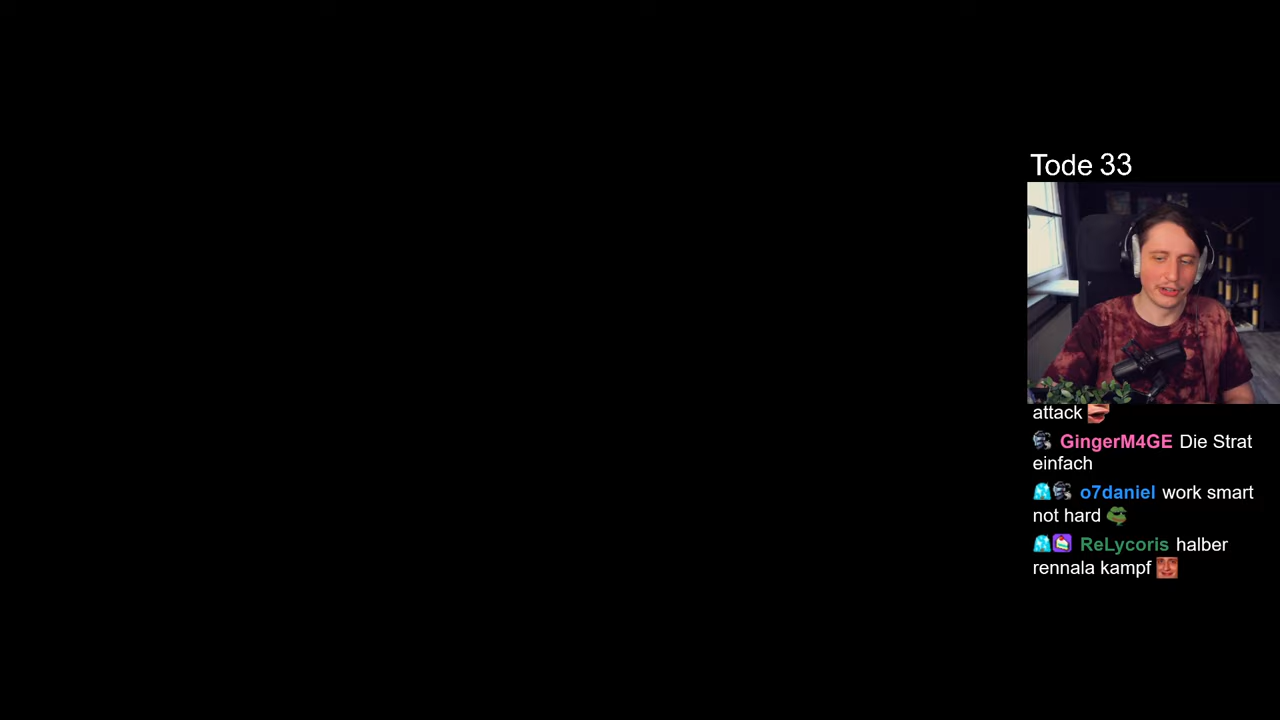 Tode 33
attack
GingerM4GE Die Strat
einfach
o7daniel work smart
not hard
ReLycoris halber
rennala kampf